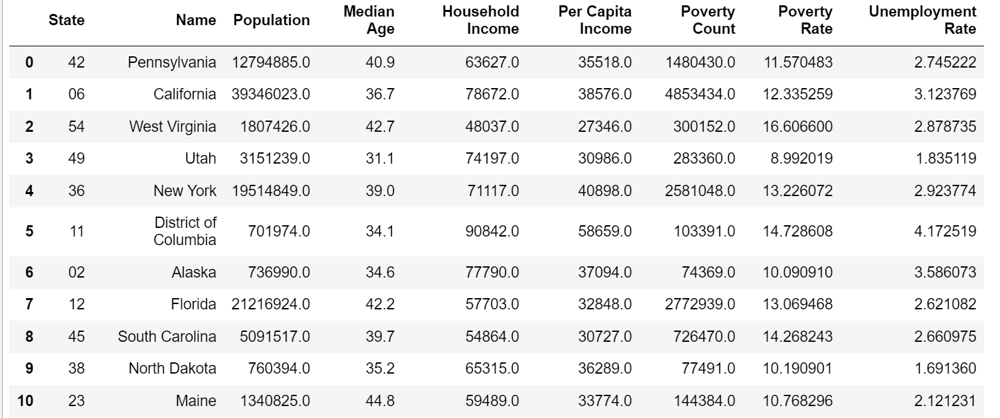 State Name Population Median Age Household Income Per Capita Income Poverty Count Poverty Rate Unemployment Rate
0 42 Pennsylvania 12794885.0 40.9 63627.0 35518.0 1480430.0 11.570483 2.745222
1 06 California 39346023.0 36.7 78672.0 38576.0 4853434.0 12.335259 3.123769
2 54 West Virginia 1807426.0 42.7 48037.0 27346.0 300152.0 16.606600 2.878735
3 49 Utah 3151239.0 31.1 74197.0 30986.0 283360.0 8.992019 1.835119
4 36 New York 19514849.0 39.0 71117.0 40898.0 2581048.0 13.226072 2.923774
5 11 District of Columbia 701974.0 34.1 90842.0 58659.0 103391.0 14.728608 4.172519
6 02 Alaska 736990.0 34.6 77790.0 37094.0 74369.0 10.090910 3.586073
7 12 Florida 21216924.0 42.2 57703.0 32848.0 2772939.0 13.069468 2.621082
8 45 South Carolina 5091517.0 39.7 54864.0 30727.0 726470.0 14.268243 2.660975
9 38 North Dakota 760394.0 35.2 65315.0 36289.0 77491.0 10.190901 1.691360
10 23 Maine 1340825.0 44.8 59489.0 33774.0 144384.0 10.768296 2.121231